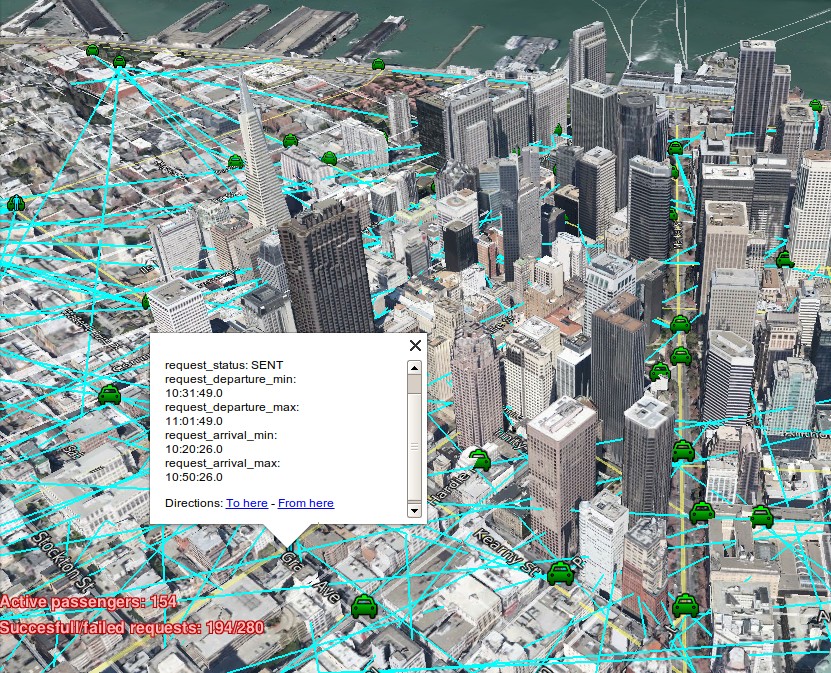 request_status: SENT
request_departure_min:
10:31:49.0
request_departure_max:
11:01:49.0
request_arrival_min:
10:20:26.0
request_arrival_max:
10:50:26.0
Directions: To here - From here
Stockton St
Kearny St
Active passengers: 154
Succesfull/failed requests: 194/280